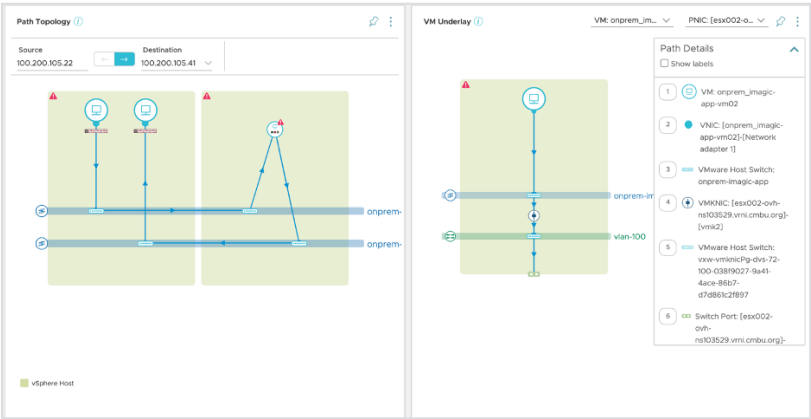 Path Topology
Source
100.200.105.22
Destination
100.200.105.41
onprem-
onprem-
vSphere Host
VM Underlay
VM: onprem_im...
PNIC: [esx002-o...
onprem-im
vlan-100
Path Details
Show labels
1 VM: onprem_imagic-
app-vm02
2 VNIC: [onprem_imagic-
app-vm02]-[Network
adapter 1]
3 VMware Host Switch:
onprem-imagic-app
4 VMKNIC: [esx002-ovh-
ns103529.vrni.cmbu.org]-
[vmk2]
5 VMware Host Switch:
vxw-vmknicPg-dvs-72-
100-038f9027-9a41-
4ace-86b7-
d7d861c2f897
6 Switch Port: [esx002-
ovh-
ns103529.vrni.cmbu.org]-